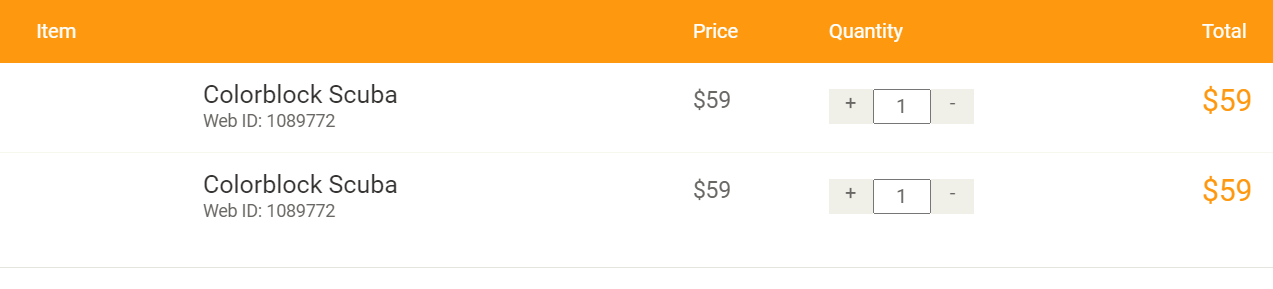 Item Price Quantity Total
Colorblock Scuba $59 + 1 - $59
Web ID: 1089772
Colorblock Scuba $59 + 1 - $59
Web ID: 1089772